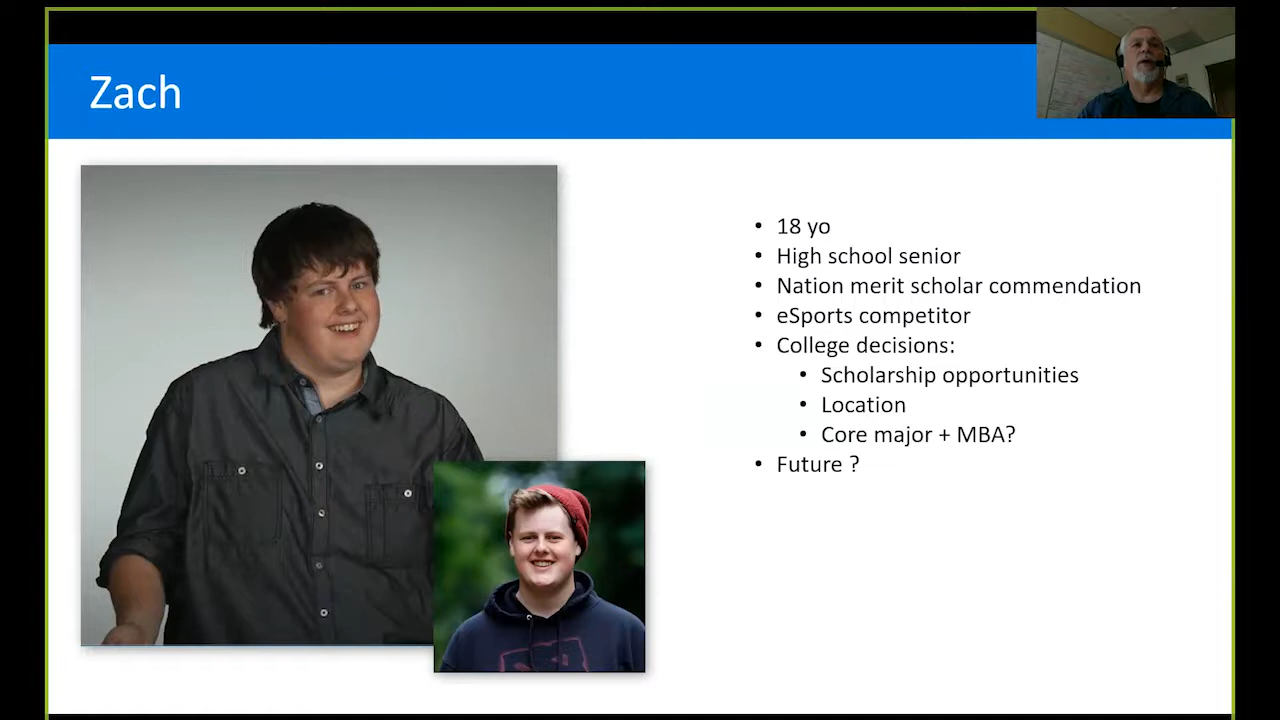 Zach
• 18 yo
• High school senior
• Nation merit scholar commendation
• eSports competitor
• College decisions:
• Scholarship opportunities
• Location
• Core major + MBA?
• Future ?